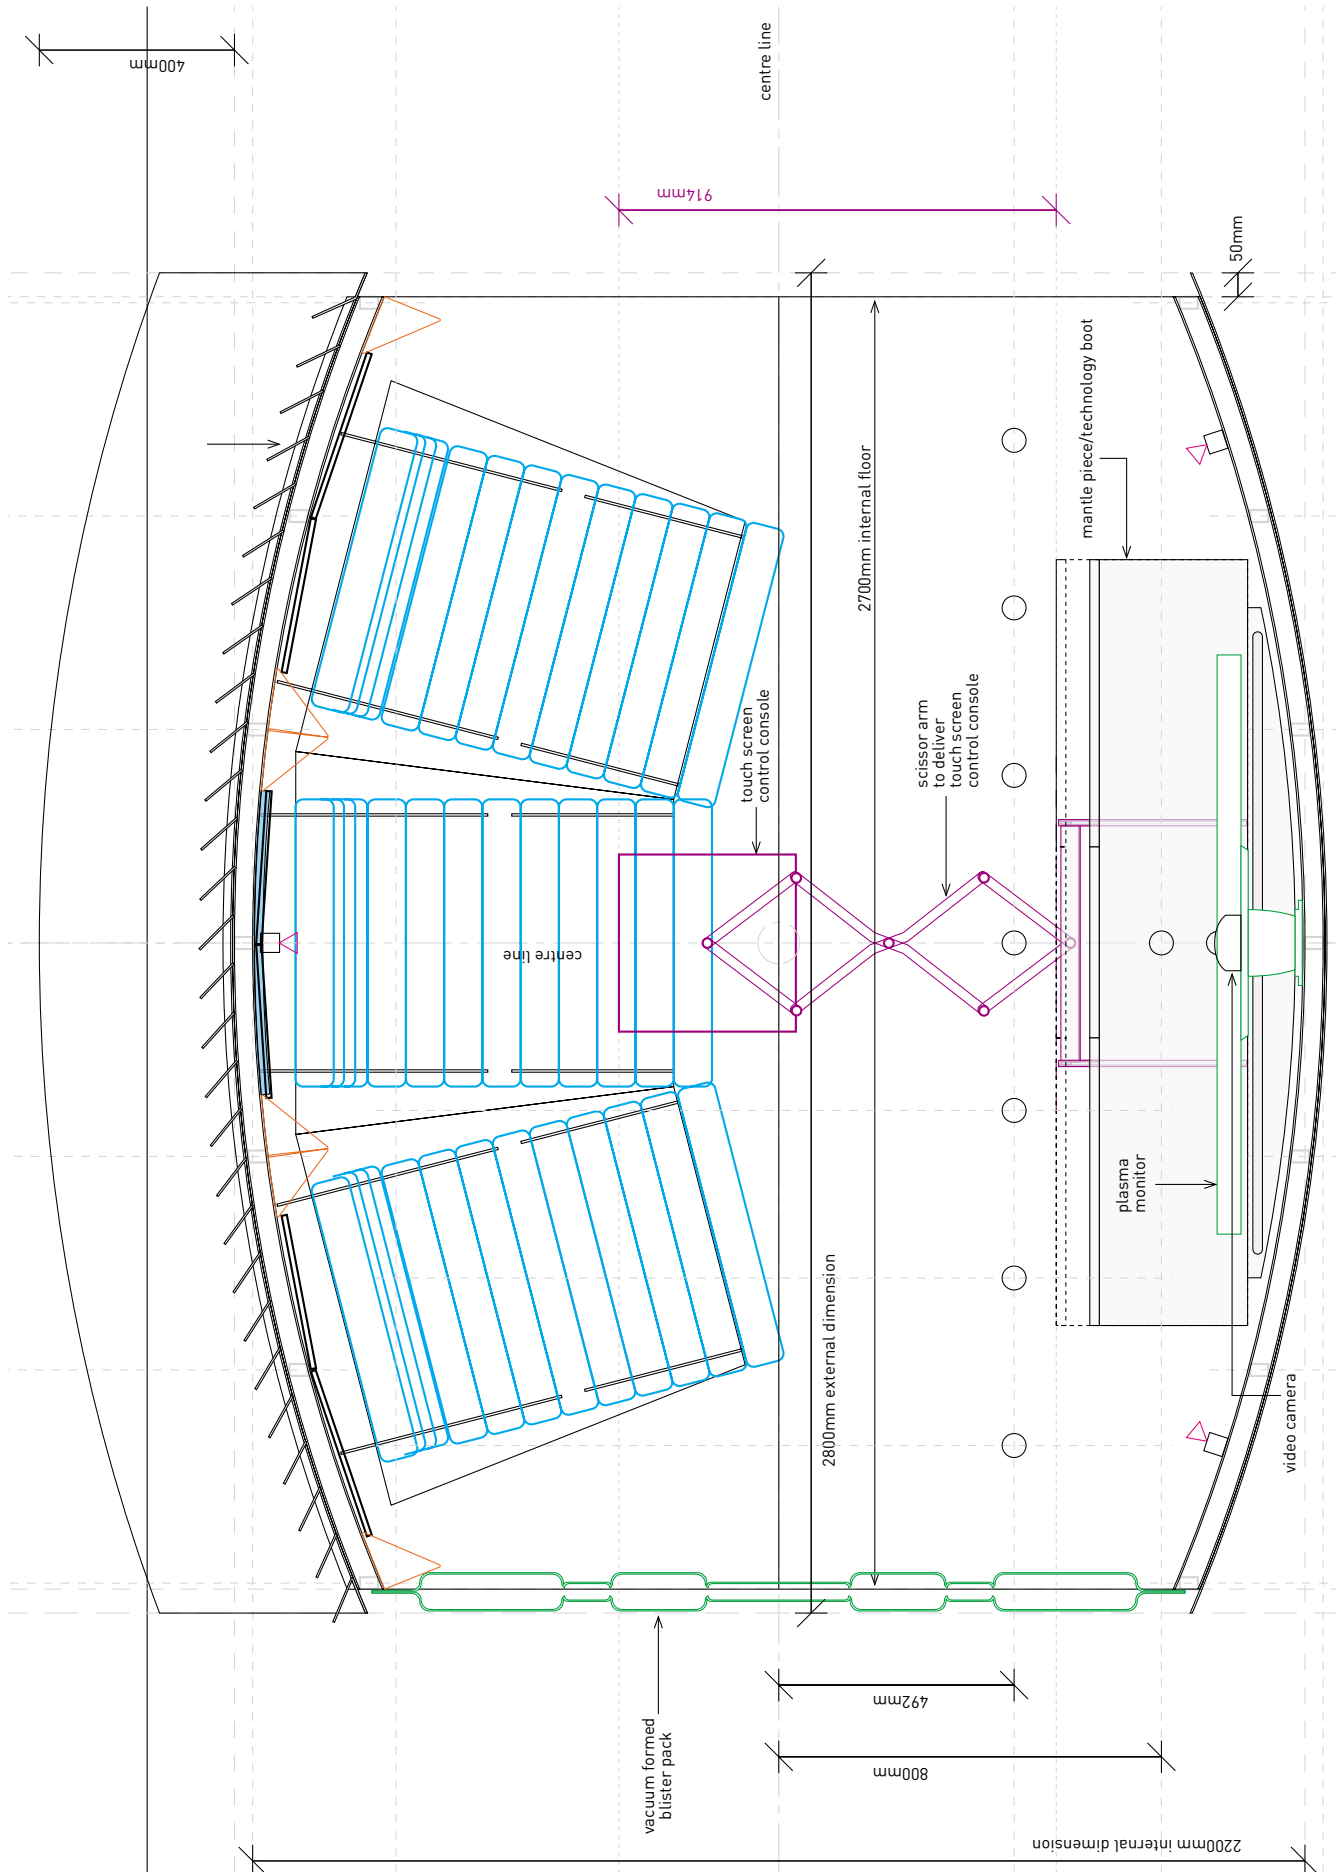 400mm
centre line
914mm
50mm
mantle piece/technology boot
2700mm internal floor
touch screen
control console
scissor arm
to deliver
touch screen
control console
centre line
plasma
monitor
2800mm external dimension
video camera
492mm
vacuum formed
blister pack
800mm
2200mm internal dimension